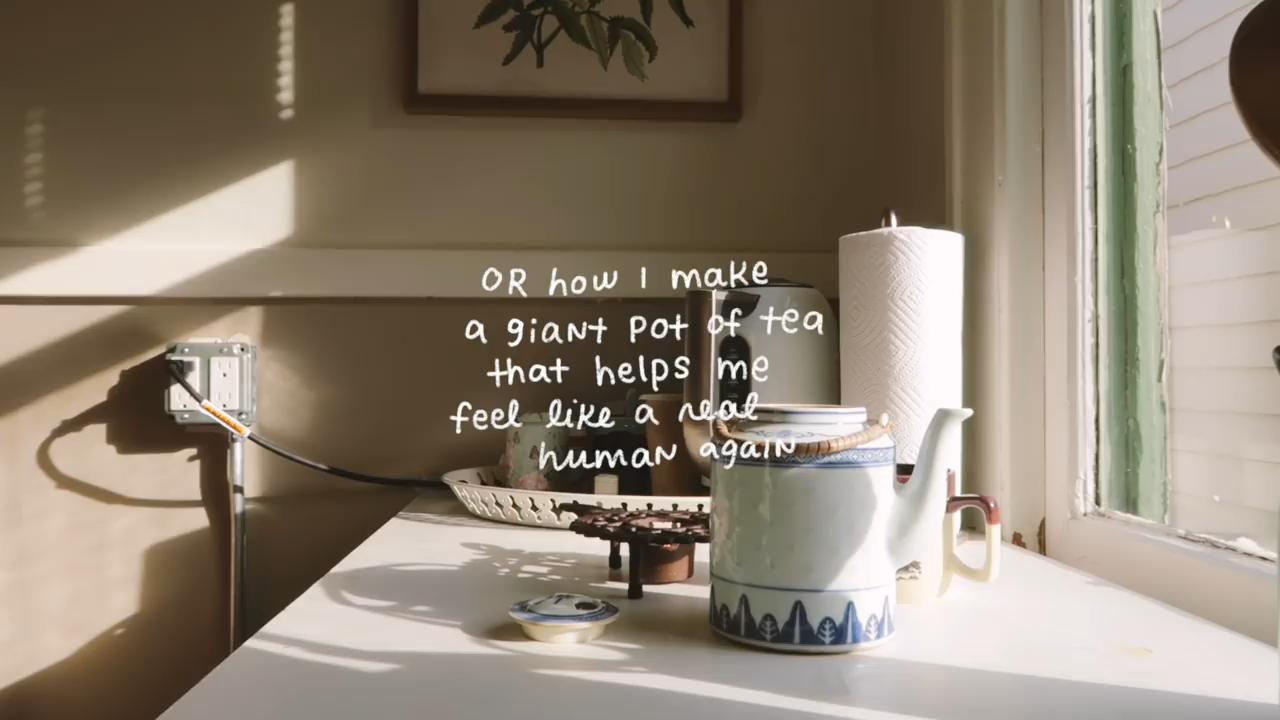 OR how I make
a giant pot of tea
that helps me
feel like a real
human again